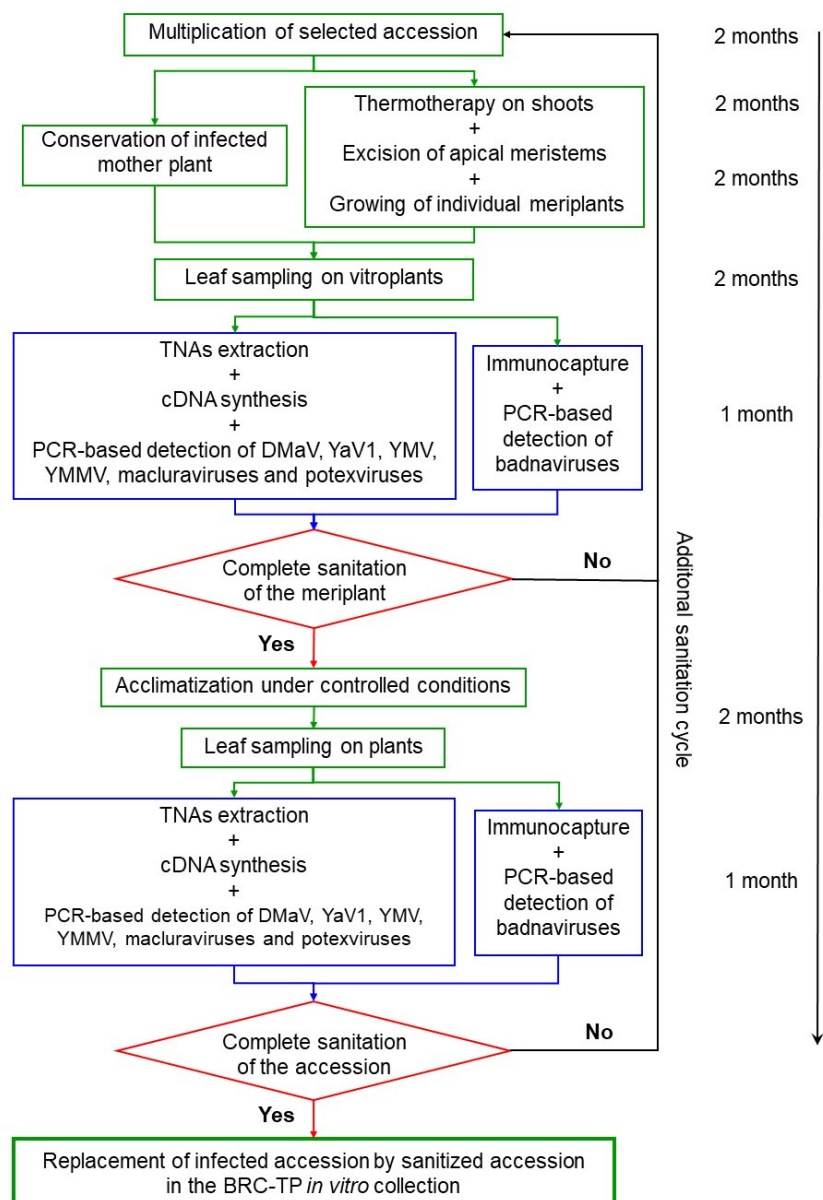 Multiplication of selected accession
2 months
Thermotherapy on shoots
+
Excision of apical meristems
+
Growing of individual meriplants
2 months
2 months
Conservation of infected
mother plant
Leaf sampling on vitroplants
2 months
TNAs extraction
+
cDNA synthesis
+
PCR-based detection of DMaV, YaV1, YMV,
YMMV, macluraviruses and potexviruses
Immunocapture
+
PCR-based
detection of
badnaviruses
1 month
Complete sanitation
of the meriplant
No
Yes
Additonal sanitation cycle
Acclimatization under controlled conditions
2 months
Leaf sampling on plants
TNAs extraction
+
cDNA synthesis
+
PCR-based detection of DMaV, YaV1, YMV,
YMMV, macluraviruses and potexviruses
Immunocapture
+
PCR-based
detection of
badnaviruses
1 month
Complete sanitation
of the accession
No
Yes
Replacement of infected accession by sanitized accession
in the BRC-TP in vitro collection